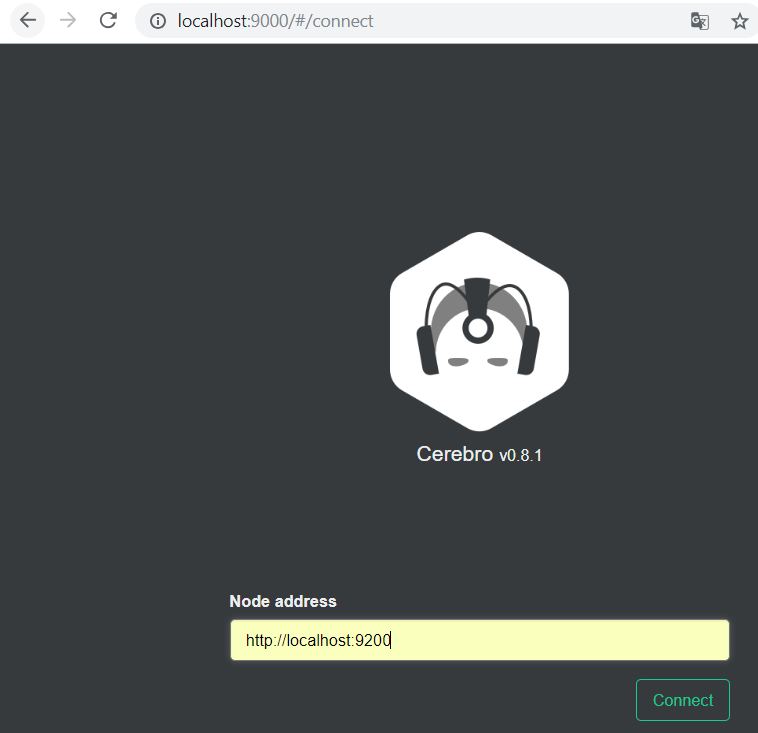 localhost:9000/#/connect
Cerebro v0.8.1
Node address
http://localhost:9200
Connect